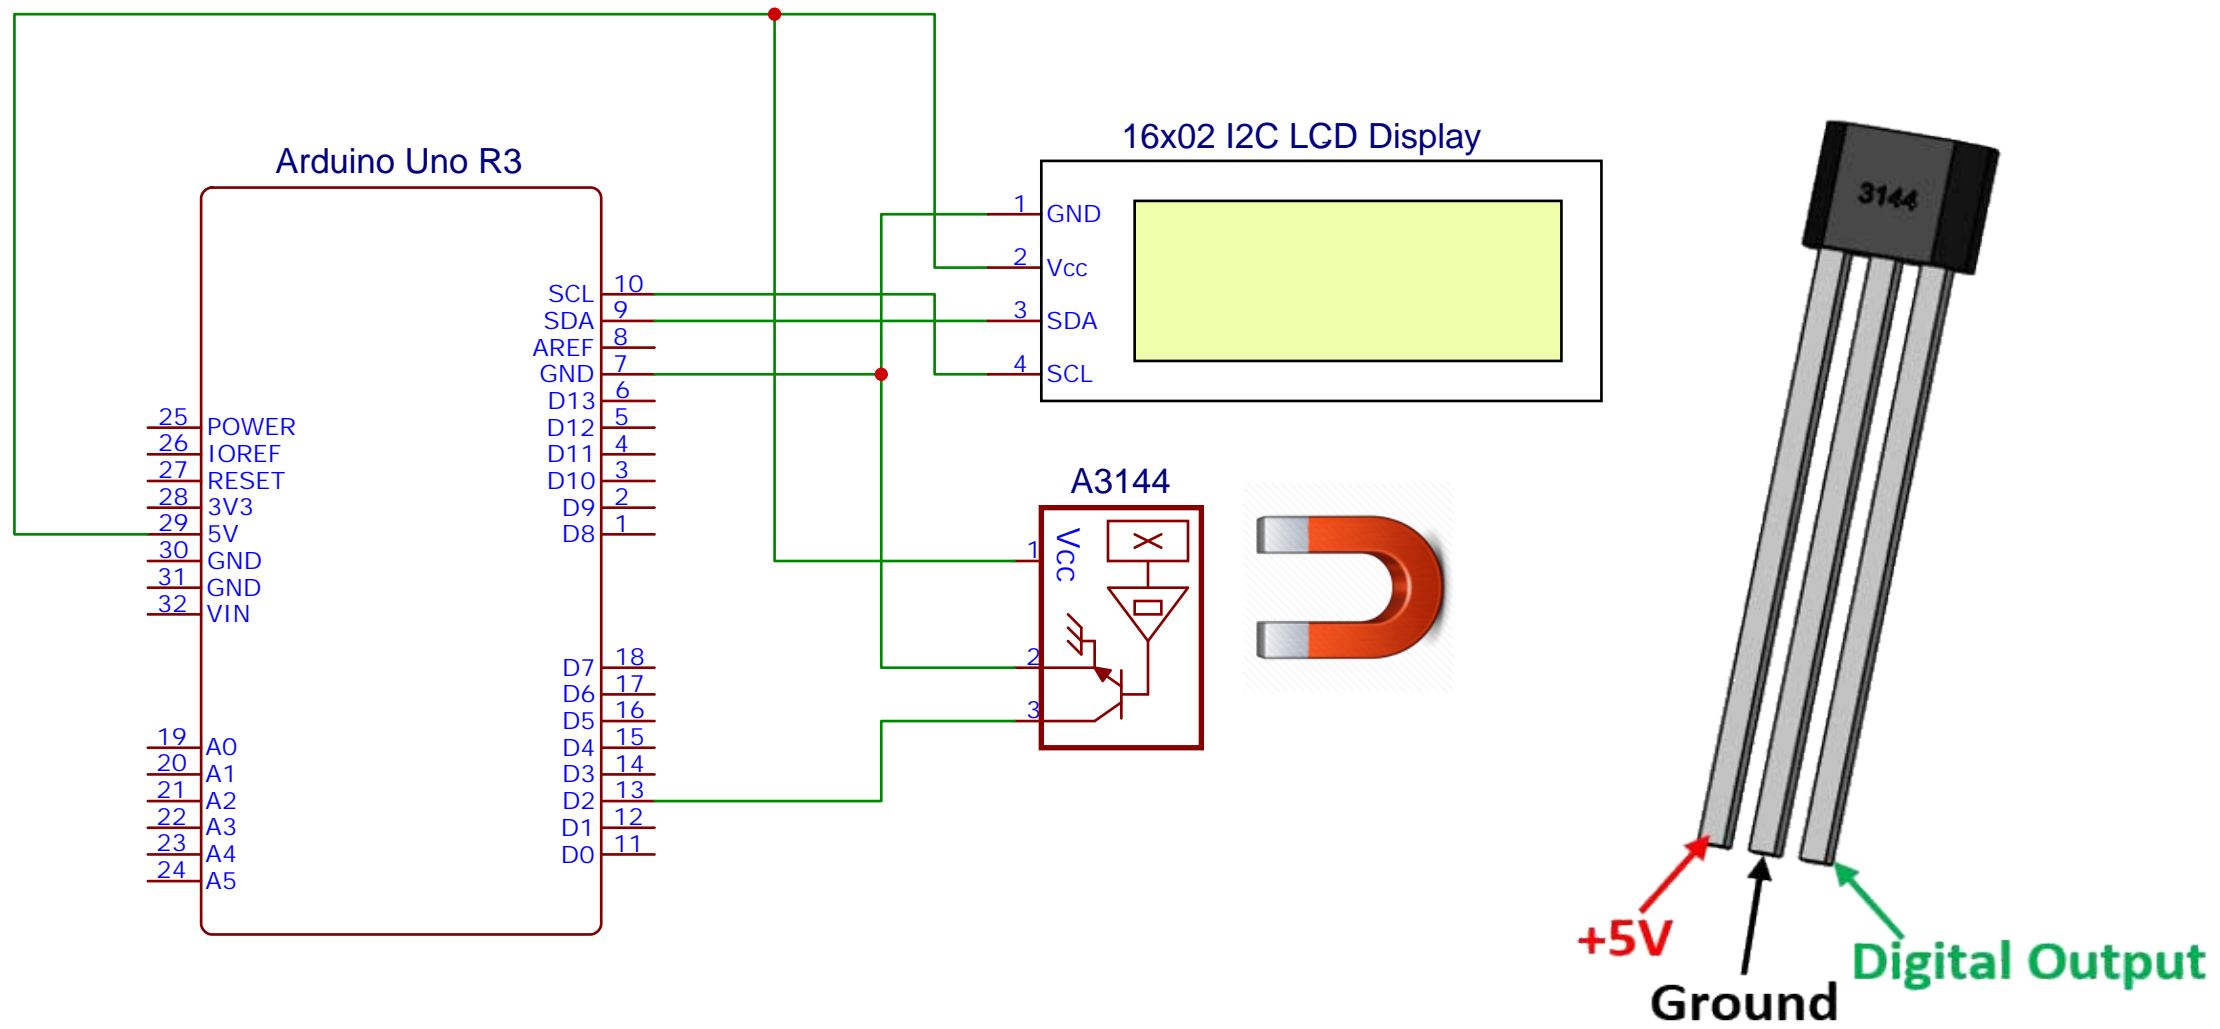 Arduino Uno R3
16x02 I2C LCD Display
1 GND
2 Vcc
3 SDA
4 SCL
SCL 10
SDA 9
AREF 8
GND 7
D13 6
D12 5
D11 4
D10 3
D9 2
D8 1
25 POWER
26 IOREF
27 RESET
28 3V3
29 5V
30 GND
31 GND
32 VIN
D7 18
D6 17
D5 16
D4 15
D3 14
D2 13
D1 12
D0 11
19 A0
20 A1
21 A2
22 A3
23 A4
24 A5
A3144
1 Vcc
2
3
3144
+5V
Ground
Digital Output